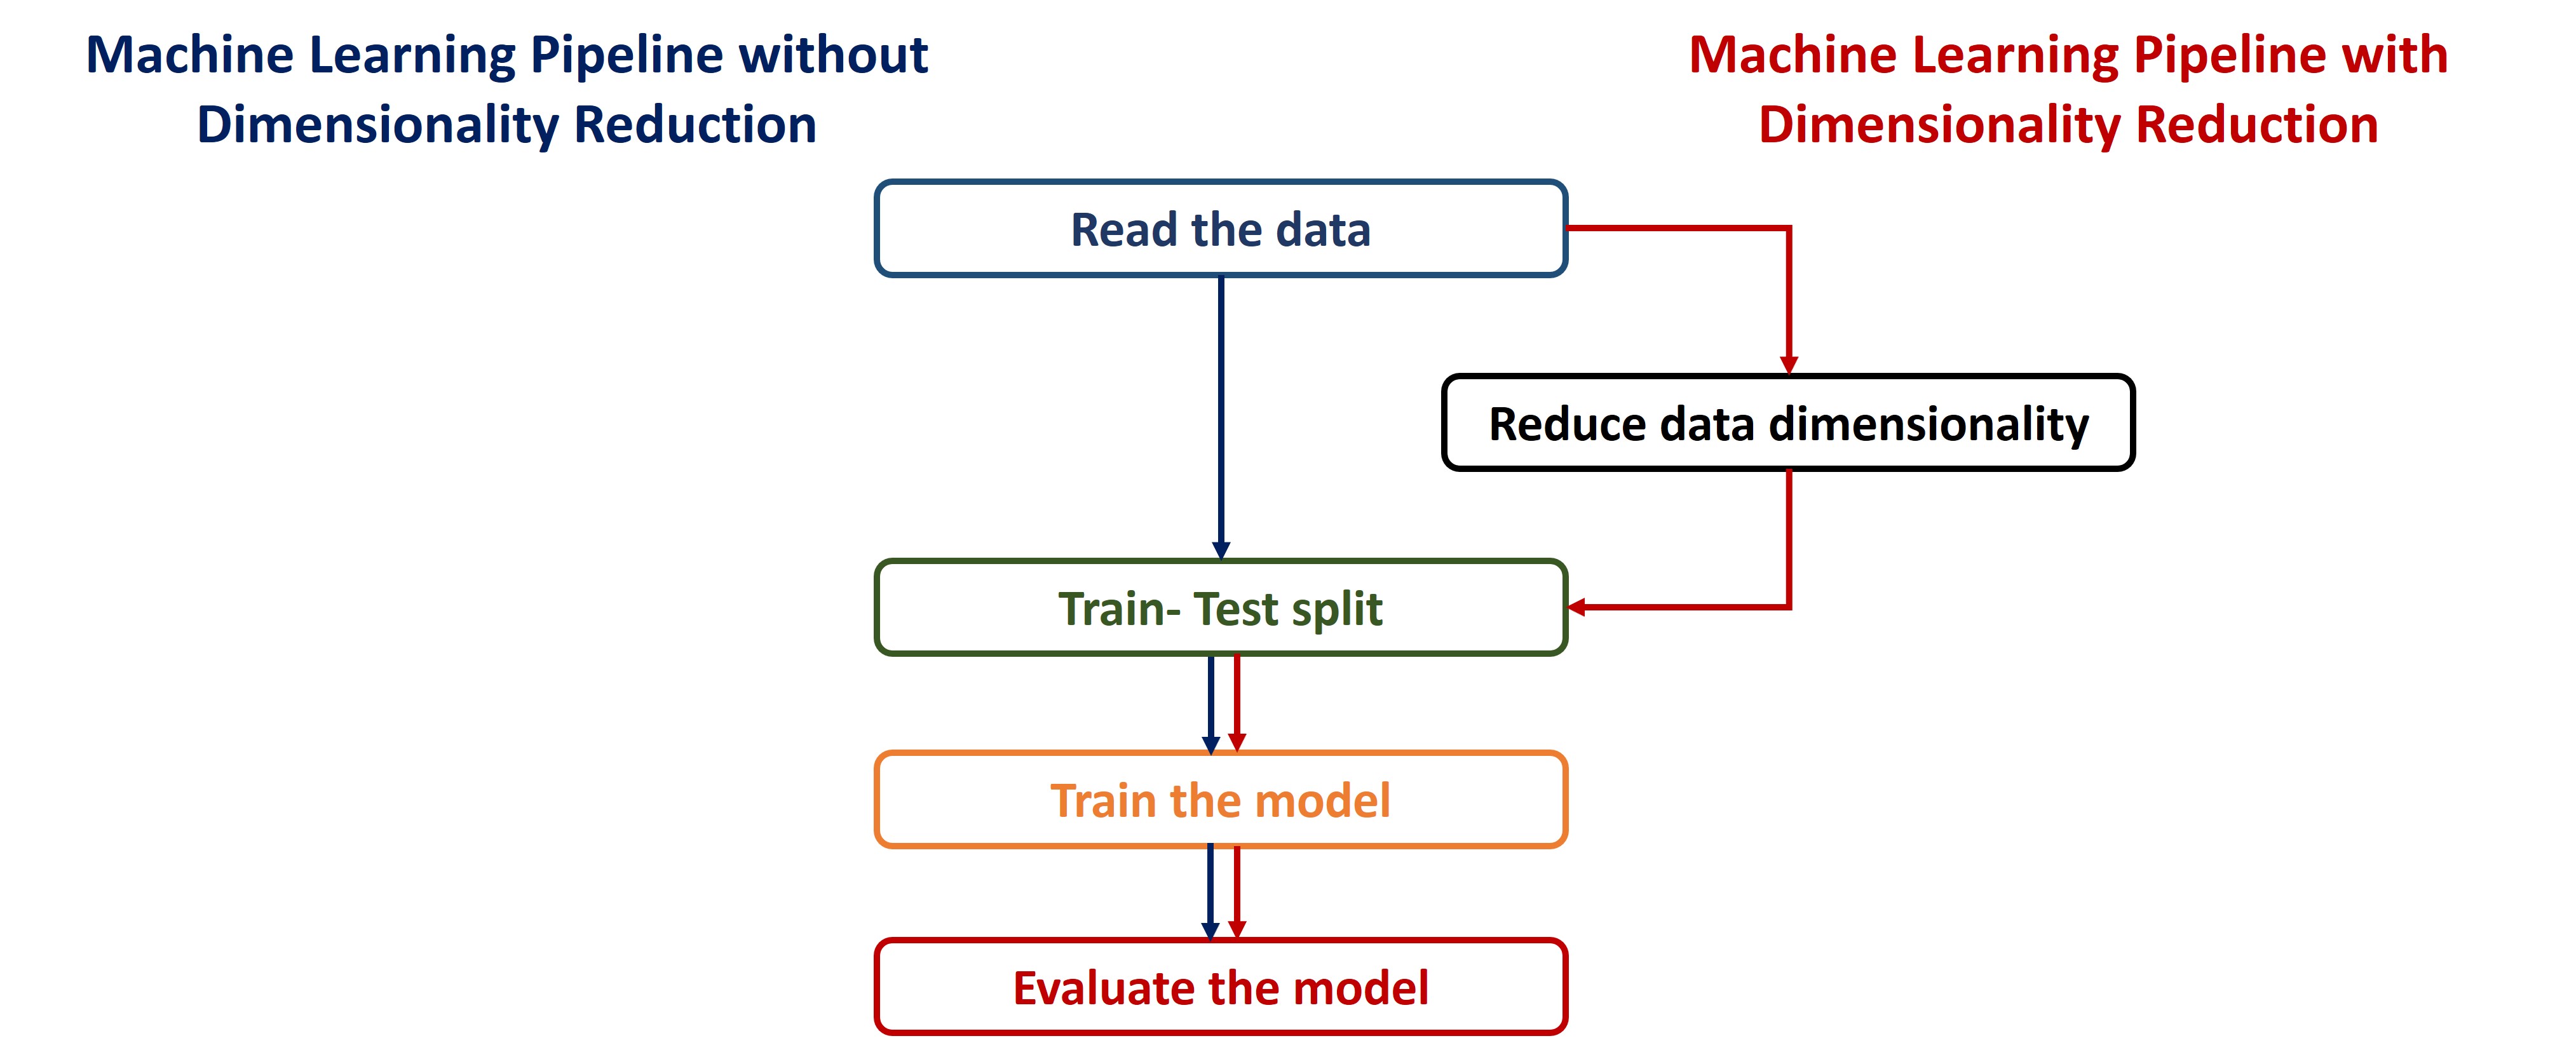 Machine Learning Pipeline without
Dimensionality Reduction
Machine Learning Pipeline with
Dimensionality Reduction
Read the data
Reduce data dimensionality
Train- Test split
Train the model
Evaluate the model